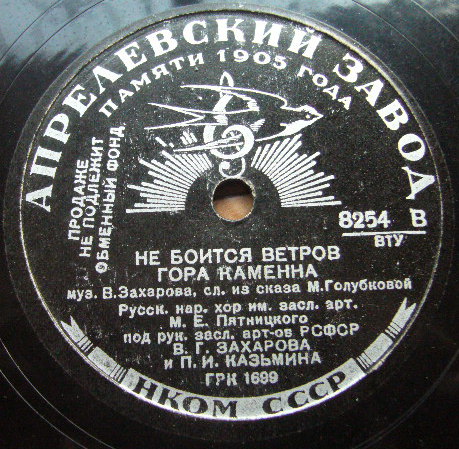 АПРЕЛЕВСКИЙ ЗАВОД
ПАМЯТИ 1905 ГОДА
ПРОДАЖЕ
НЕ ПОДЛЕЖИТ
ОБМЕННЫЙ ФОНД
8254 В
ВТУ
НЕ БОИТСЯ ВЕТРОВ
ГОРА КАМЕННА
муз. В. Захарова, сл. из сказа М. Голубковой
Русск. нар. хор им. засл. арт.
М. Е. Пятницкого
под рук. засл. арт-ов РСФСР
В. Г. ЗАХАРОВА
и П. И. КАЗЬМИНА
ГРК 1699
НКОМ СССР